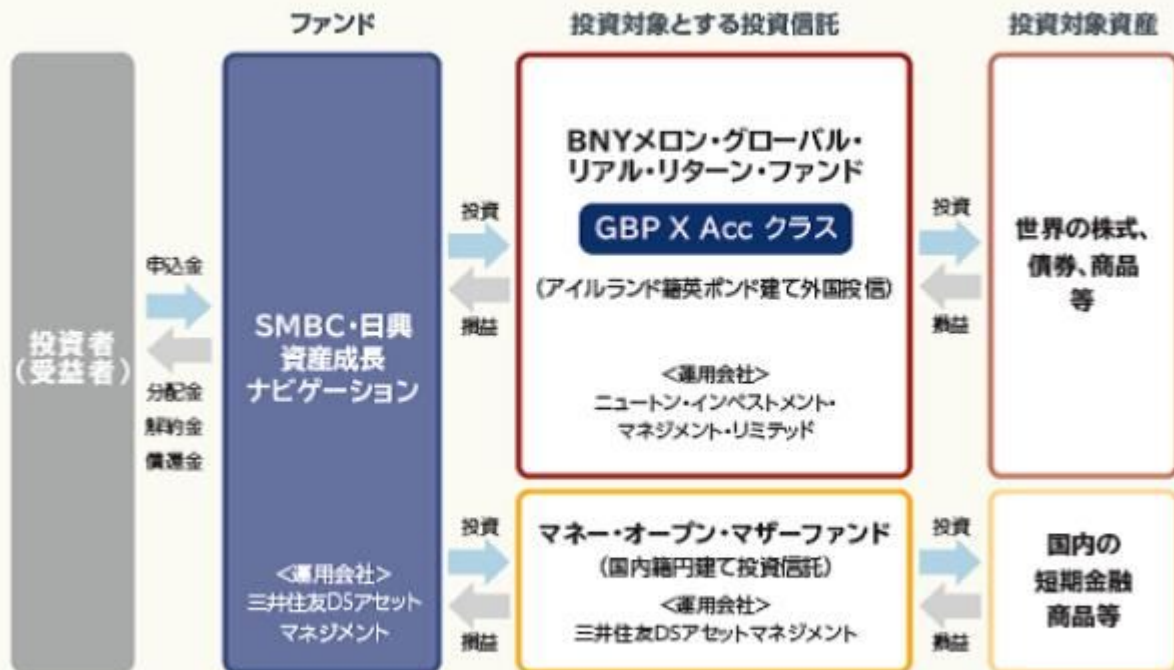 ファンド
投資対象とする投資信託
投資対象資産
投資者
(受益者)
申込金
分配金
解約金
償還金
SMBC・日興
資産成長
ナビゲーション
<運用会社>
三井住友DSアセット
マネジメント
投資
損益
BNYメロン・グローバル・
リアル・リターン・ファンド
GBP X Acc クラス
(アイルランド籍英ポンド建て外国投信)
<運用会社>
ニュートン・インベストメント・
マネジメント・リミテッド
投資
損益
世界の株式、
債券、商品
等
投資
損益
マネー・オープン・マザーファンド
(国内籍円建て投資信託)
<運用会社>
三井住友DSアセットマネジメント
投資
損益
国内の
短期金融
商品等